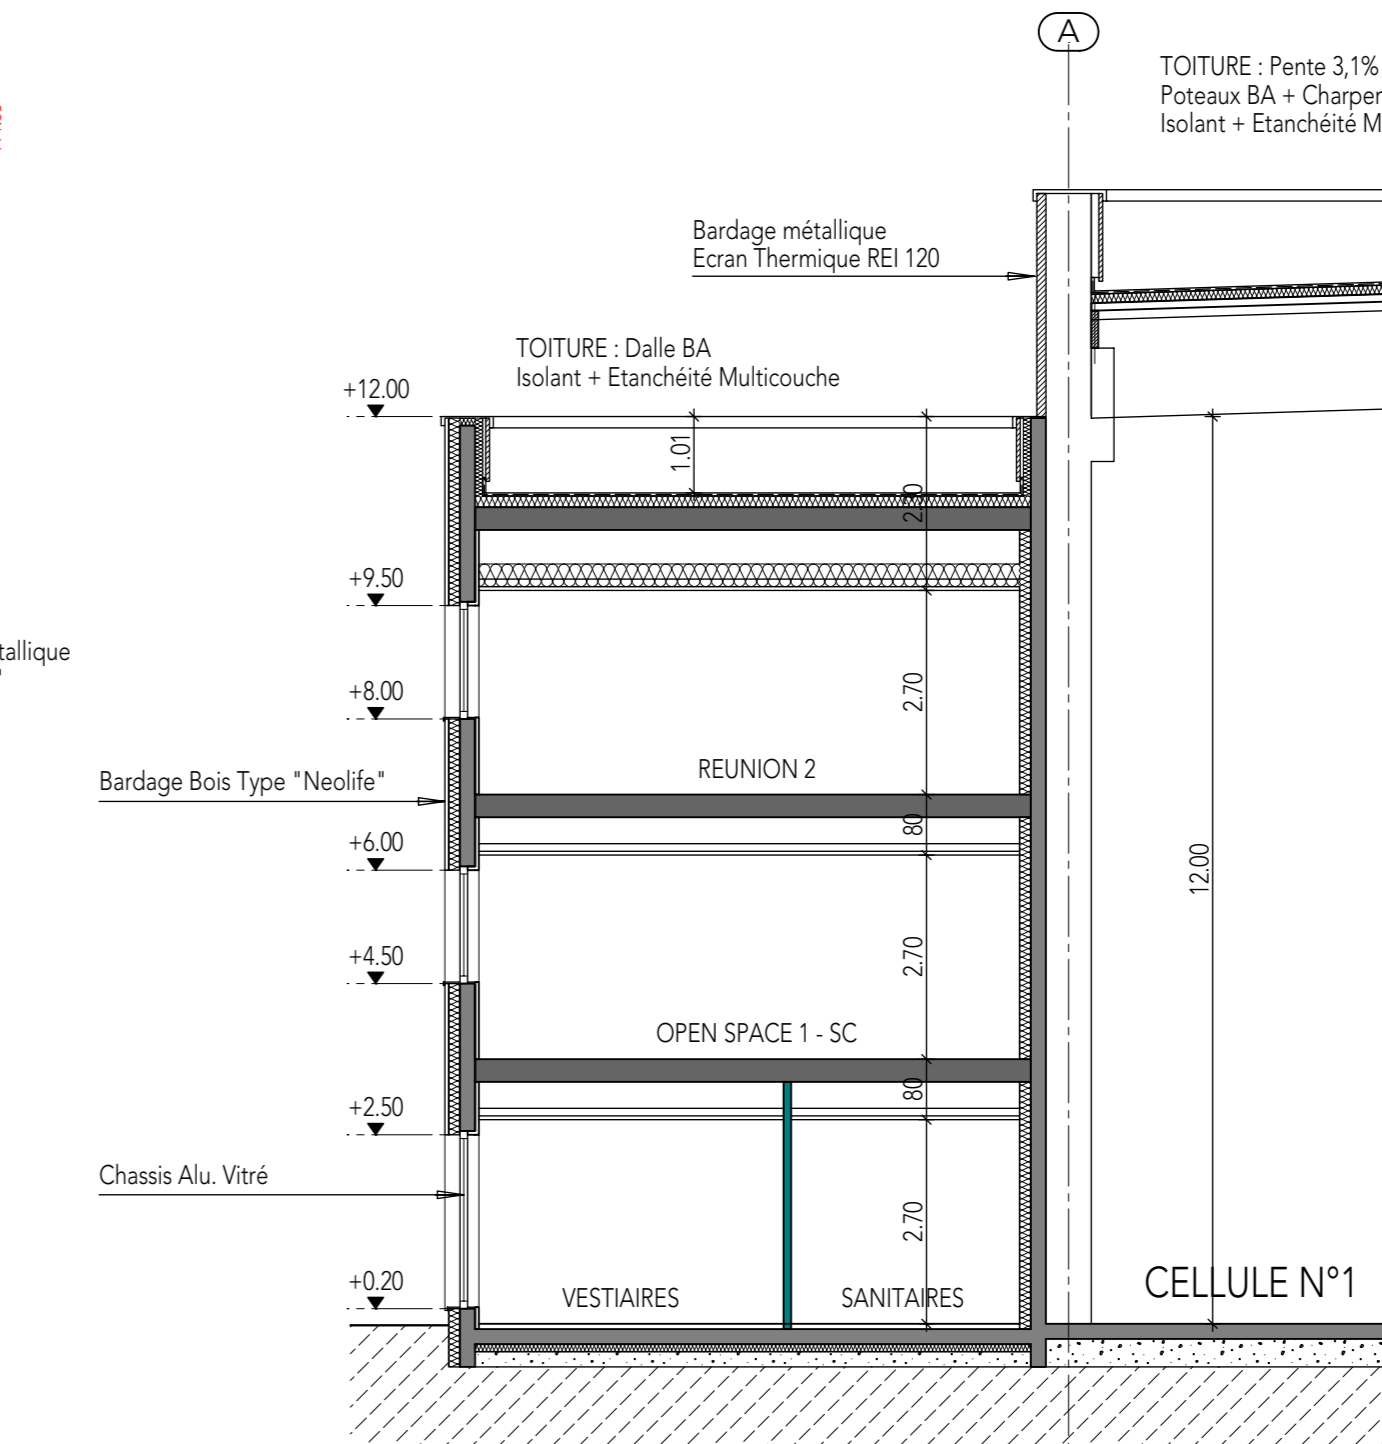 A
TOITURE : Pente 3,1%
Poteaux BA + Charpen
Isolant + Etanchéité M
Bardage métallique
Ecran Thermique REI 120
TOITURE : Dalle BA
Isolant + Etanchéité Multicouche
+12.00
1.01
2.30
+9.50
tallique
+8.00
2.70
REUNION 2
Bardage Bois Type "Neolife"
80
+6.00
12.00
+4.50
2.70
OPEN SPACE 1 - SC
80
+2.50
Chassis Alu. Vitré
2.70
+0.20
VESTIAIRES
SANITAIRES
CELLULE N°1